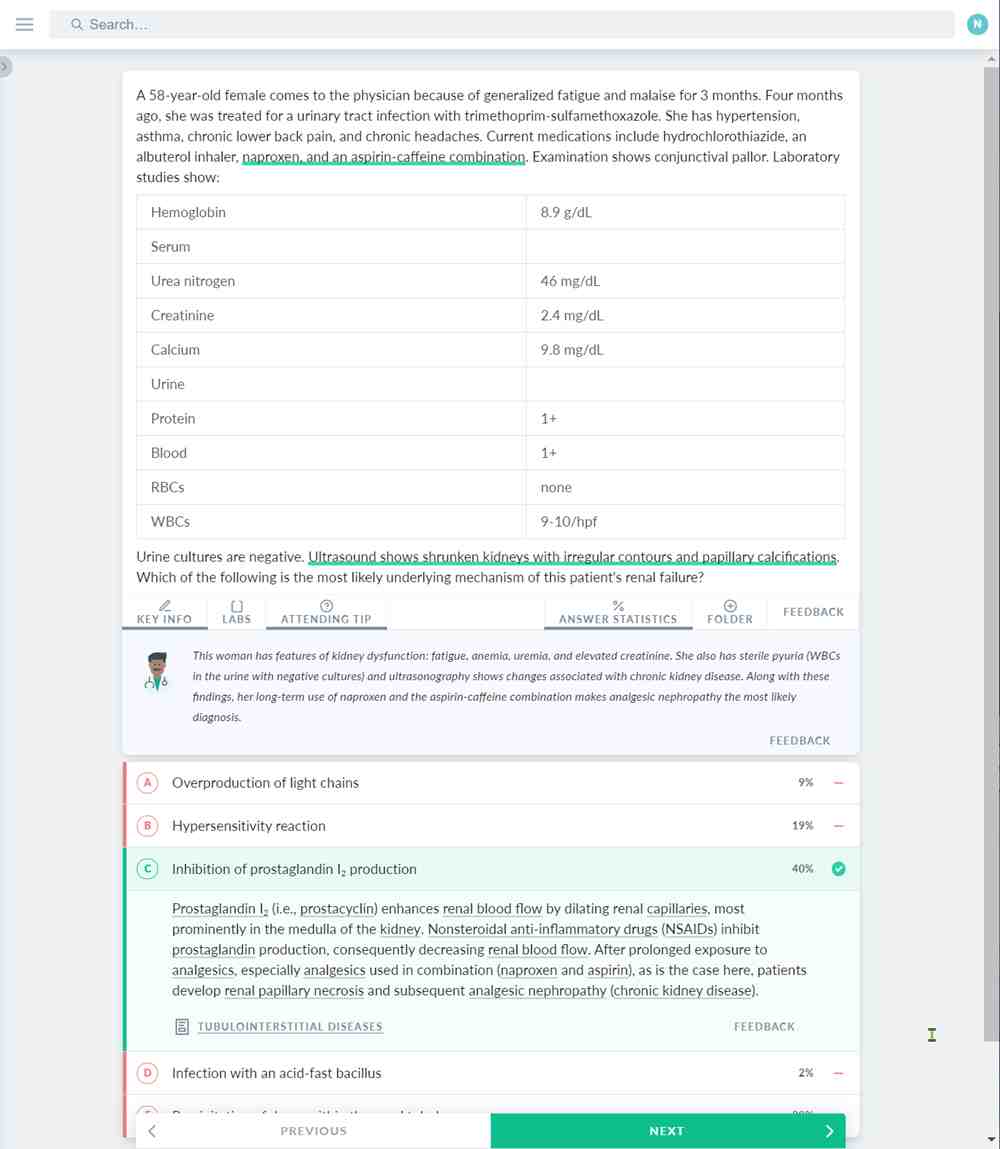 Search...
N
A 58-year-old female comes to the physician because of generalized fatigue and malaise for 3 months. Four months
ago, she was treated for a urinary tract infection with trimethoprim-sulfamethoxazole. She has hypertension,
asthma, chronic lower back pain, and chronic headaches. Current medications include hydrochlorothiazide, an
albuterol inhaler, naproxen, and an aspirin-caffeine combination. Examination shows conjunctival pallor. Laboratory
studies show:
Hemoglobin 8.9 g/dL
Serum
Urea nitrogen 46 mg/dL
Creatinine 2.4 mg/dL
Calcium 9.8 mg/dL
Urine
Protein 1+
Blood 1+
RBCs none
WBCs 9-10/hpf
Urine cultures are negative. Ultrasound shows shrunken kidneys with irregular contours and papillary calcifications.
Which of the following is the most likely underlying mechanism of this patient's renal failure?
KEY INFO LABS ATTENDING TIP ANSWER STATISTICS FOLDER FEEDBACK
This woman has features of kidney dysfunction: fatigue, anemia, uremia, and elevated creatinine. She also has sterile pyuria (WBCs
in the urine with negative cultures) and ultrasonography shows changes associated with chronic kidney disease. Along with these
findings, her long-term use of naproxen and the aspirin-caffeine combination makes analgesic nephropathy the most likely
diagnosis.
FEEDBACK
A Overproduction of light chains 9%
B Hypersensitivity reaction 19%
C Inhibition of prostaglandin I₂ production 40%
Prostaglandin I₂ (i.e., prostacyclin) enhances renal blood flow by dilating renal capillaries, most
prominently in the medulla of the kidney. Nonsteroidal anti-inflammatory drugs (NSAIDs) inhibit
prostaglandin production, consequently decreasing renal blood flow. After prolonged exposure to
analgesics, especially analgesics used in combination (naproxen and aspirin), as is the case here, patients
develop renal papillary necrosis and subsequent analgesic nephropathy (chronic kidney disease).
TUBULOINTERSTITIAL DISEASES FEEDBACK
D Infection with an acid-fast bacillus 2%
PREVIOUS NEXT